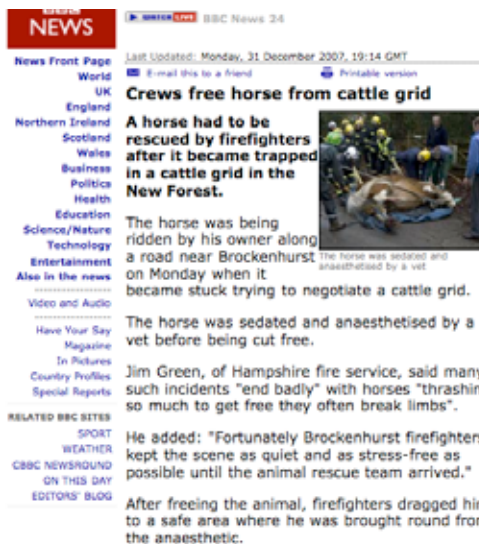 NEWS
WATCH LIVE BBC News 24
Last Updated: Monday, 31 December 2007, 19:14 GMT
E-mail this to a friend
Printable version
Crews free horse from cattle grid
A horse had to be
rescued by firefighters
after it became trapped
in a cattle grid in the
New Forest.
The horse was being
ridden by his owner along
a road near Brockenhurst
on Monday when it
became stuck trying to negotiate a cattle grid.
The horse was sedated and
anaesthetised by a vet
The horse was sedated and anaesthetised by a
vet before being cut free.
Jim Green, of Hampshire fire service, said many
such incidents "end badly" with horses "thrashin
so much to get free they often break limbs".
He added: "Fortunately Brockenhurst firefighters
kept the scene as quiet and as stress-free as
possible until the animal rescue team arrived."
After freeing the animal, firefighters dragged him
to a safe area where he was brought round from
the anaesthetic.
News Front Page
World
UK
England
Northern Ireland
Scotland
Wales
Business
Politics
Health
Education
Science/Nature
Technology
Entertainment
Also in the news
Video and Audio
Have Your Say
Magazine
In Pictures
Country Profiles
Special Reports
RELATED BBC SITES
SPORT
WEATHER
CBBC NEWSROUND
ON THIS DAY
EDITORS' BLOG